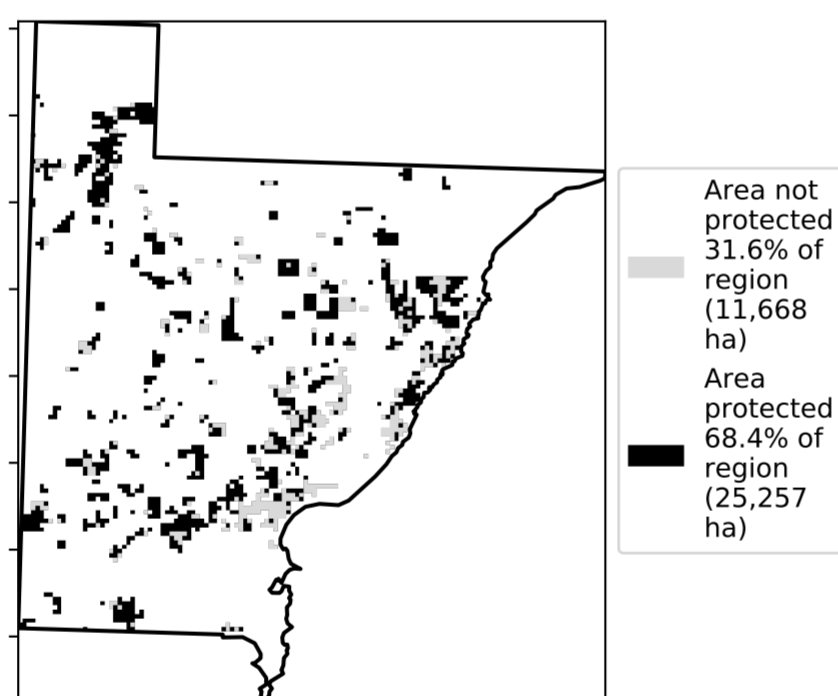 Area not
protected
31.6% of
region
(11,668
ha)
Area
protected
68.4% of
region
(25,257
ha)